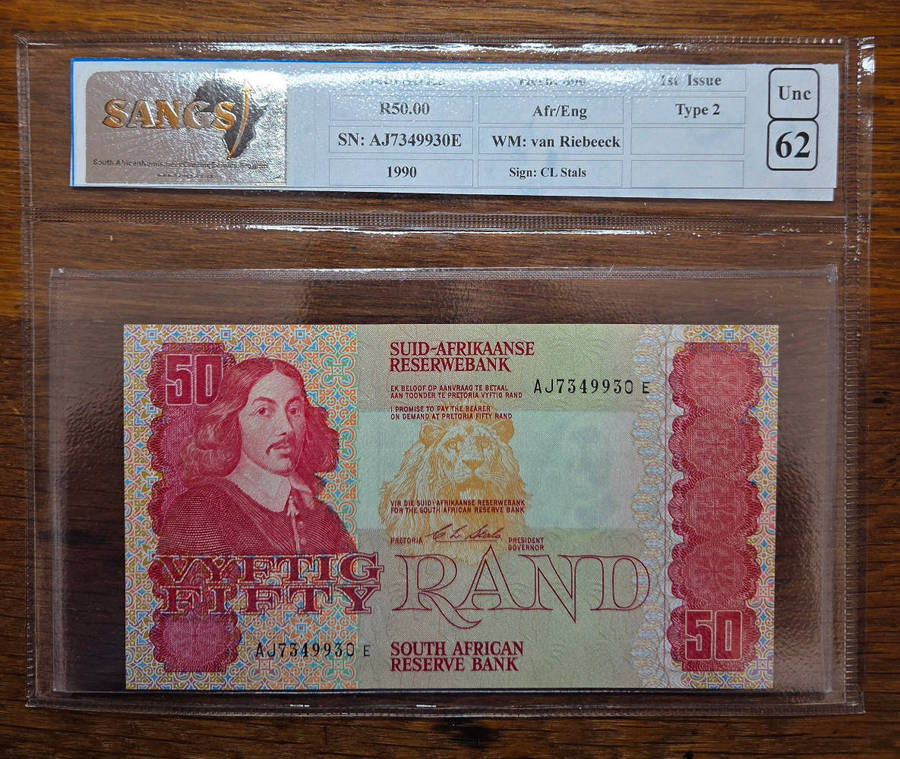 SANGS
1st Issue
Unc
R50.00
Afr/Eng
Type 2
SN: AJ7349930E
WM: van Riebeeck
62
1990
Sign: CL Stals
50
SUID-AFRIKAANSE
RESERWEBANK
EK BELOOF OP AANVRAAG TE BETAAL
AAN TOONDER TE PRETORIA VYFTIG RAND
AJ7349930 E
I PROMISE TO PAY THE BEARER
ON DEMAND AT PRETORIA FIFTY RAND
VIR DIE SUID-AFRIKAANSE RESERWEBANK
FOR THE SOUTH AFRICAN RESERVE BANK
PRETORIA
C L Stals
PRESIDENT
GOVERNOR
VYFTIG
FIFTY
RAND
AJ7349930 E
SOUTH AFRICAN
RESERVE BANK
50